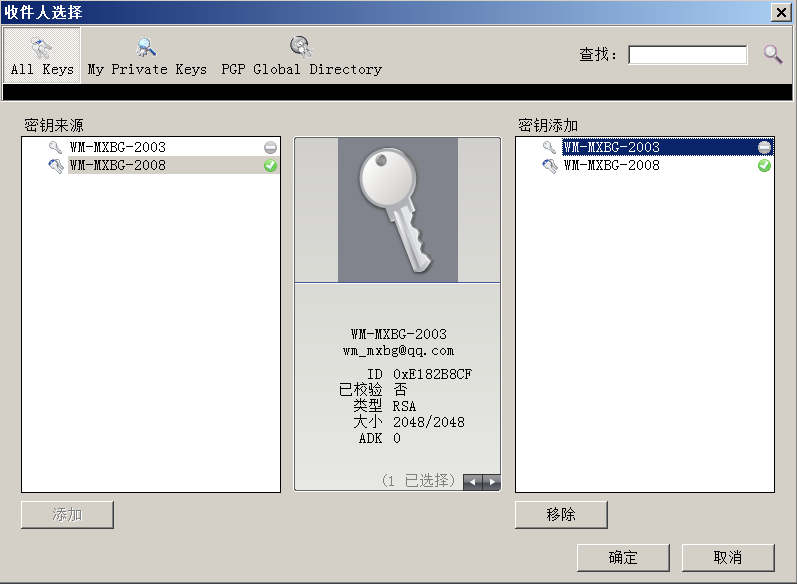 收件人选择
All Keys My Private Keys PGP Global Directory 查找：
密钥来源
WM-MXBG-2003
WM-MXBG-2008
添加
WM-MXBG-2003
wm_mxbg@qq.com
ID 0xE182B8CF
已校验 否
类型 RSA
大小 2048/2048
ADK 0
(1 已选择)
密钥添加
WM-MXBG-2003
WM-MXBG-2008
移除
确定 取消